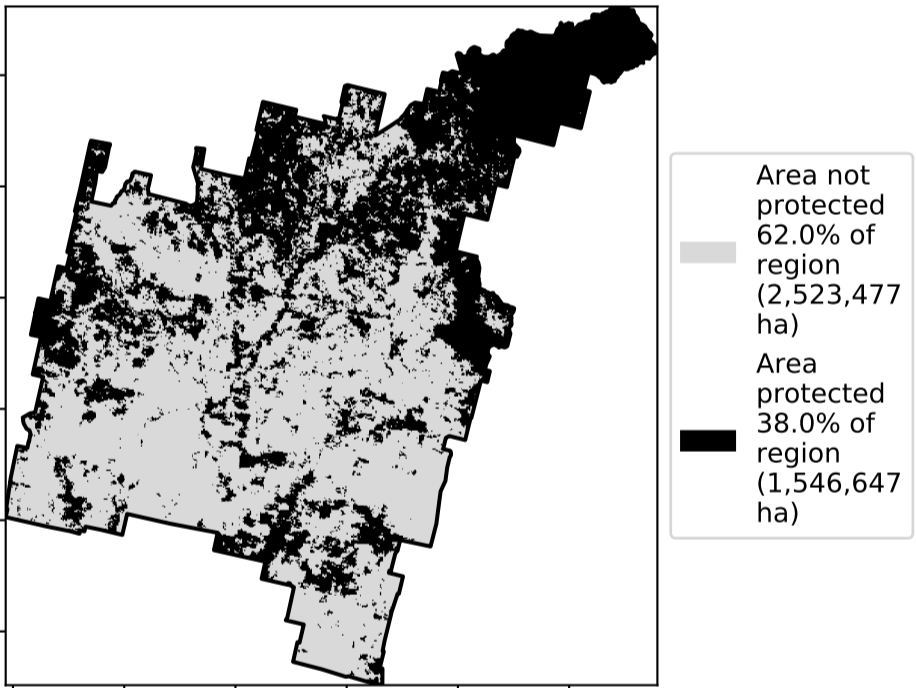 Area not
protected
62.0% of
region
(2,523,477
ha)
Area
protected
38.0% of
region
(1,546,647
ha)